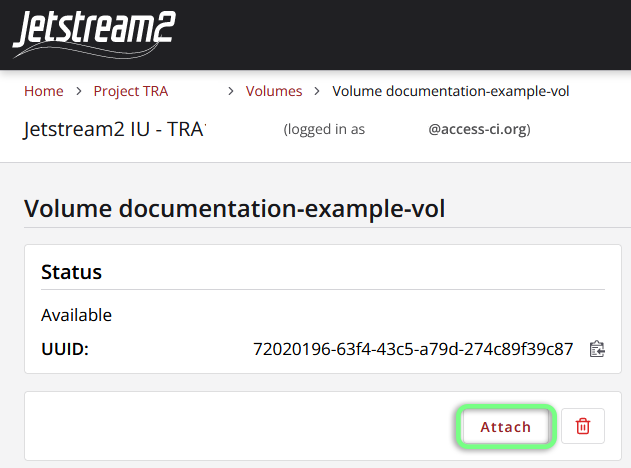 Jetstream2
Home > Project TRA > Volumes > Volume documentation-example-vol
Jetstream2 IU - TRA (logged in as @access-ci.org)
Volume documentation-example-vol
Status
Available
UUID: 72020196-63f4-43c5-a79d-274c89f39c87
Attach